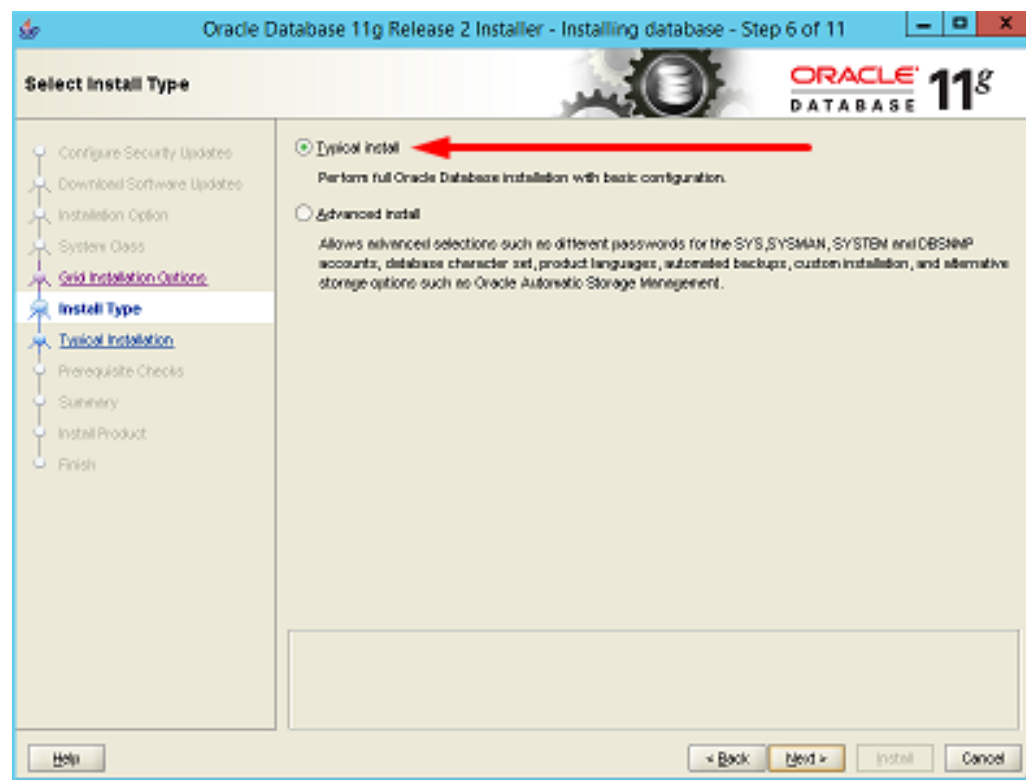 Oracle Database 11g Release 2 Installer - Installing database - Step 6 of 11
Select Install Type
ORACLE 11g
DATABASE
Configure Security Updates
Download Software Updates
Installation Option
System Class
Grid Installation Options
Install Type
Typical Installation
Prerequisite Checks
Summary
Install Product
Finish
Typical install
Perform full Oracle Database installation with basic configuration.
Advanced install
Allows advanced selections such as different passwords for the SYS,SYSMAN, SYSTEM and DBSNMP
accounts, database character set, product languages, automated backups, custom installation, and alternative
storage options such as Oracle Automatic Storage Management.
Help
< Back
Next >
Install
Cancel